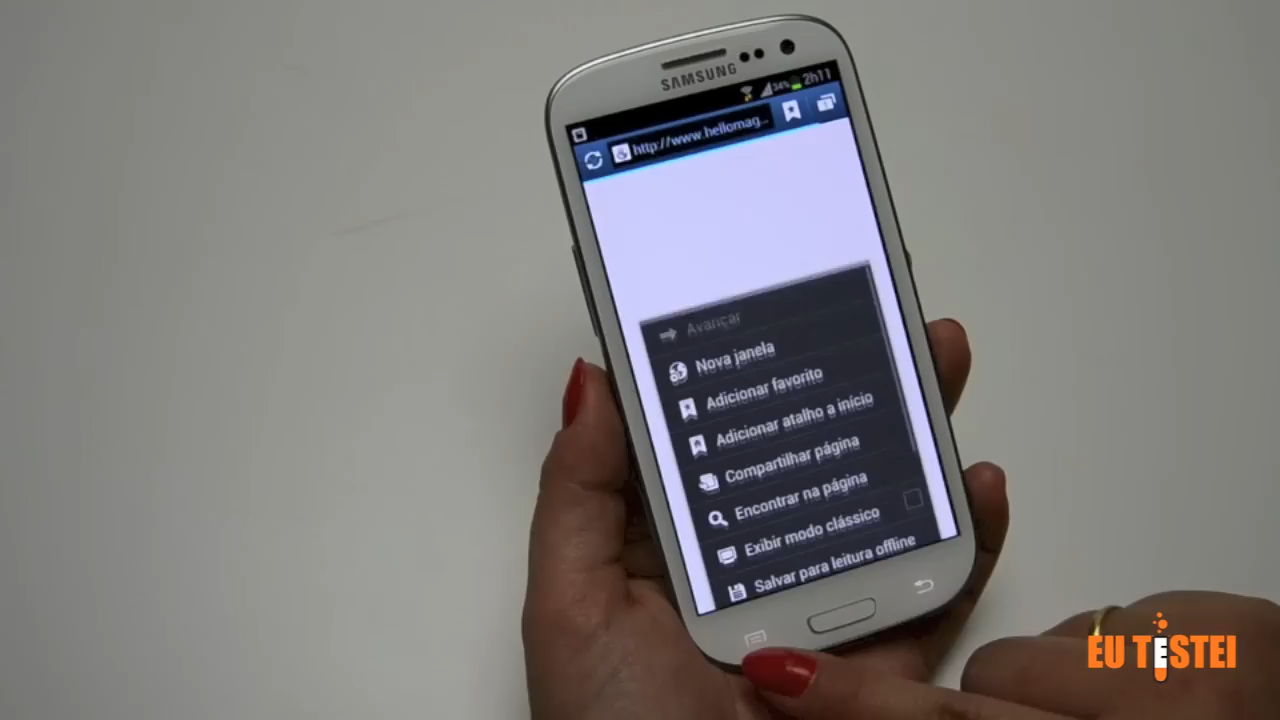 SAMSUNG
34% 2h11
http://www.hellomag...
Avançar
Nova janela
Adicionar favorito
Adicionar atalho a início
Compartilhar página
Encontrar na página
Exibir modo clássico
Salvar para leitura offline
EU TESTEI